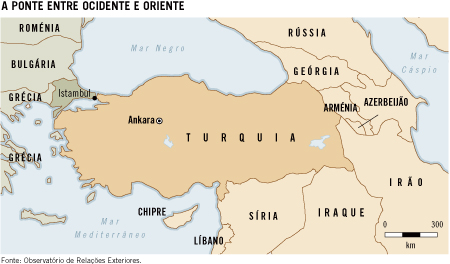 A PONTE ENTRE OCIDENTE E ORIENTE
ROMÉNIA
Mar Negro
RÚSSIA
Mar
Cáspio
BULGÁRIA
GEÓRGIA
Istambul
GRÉCIA
ARMÉNIA
AZERBEIJÃO
Ankara
TURQUIA
GRÉCIA
IRÃO
CHIPRE
SÍRIA
IRAQUE
Mar
Mediterrâneo
LÍBANO
0 300
km
Fonte: Observatório de Relações Exteriores.